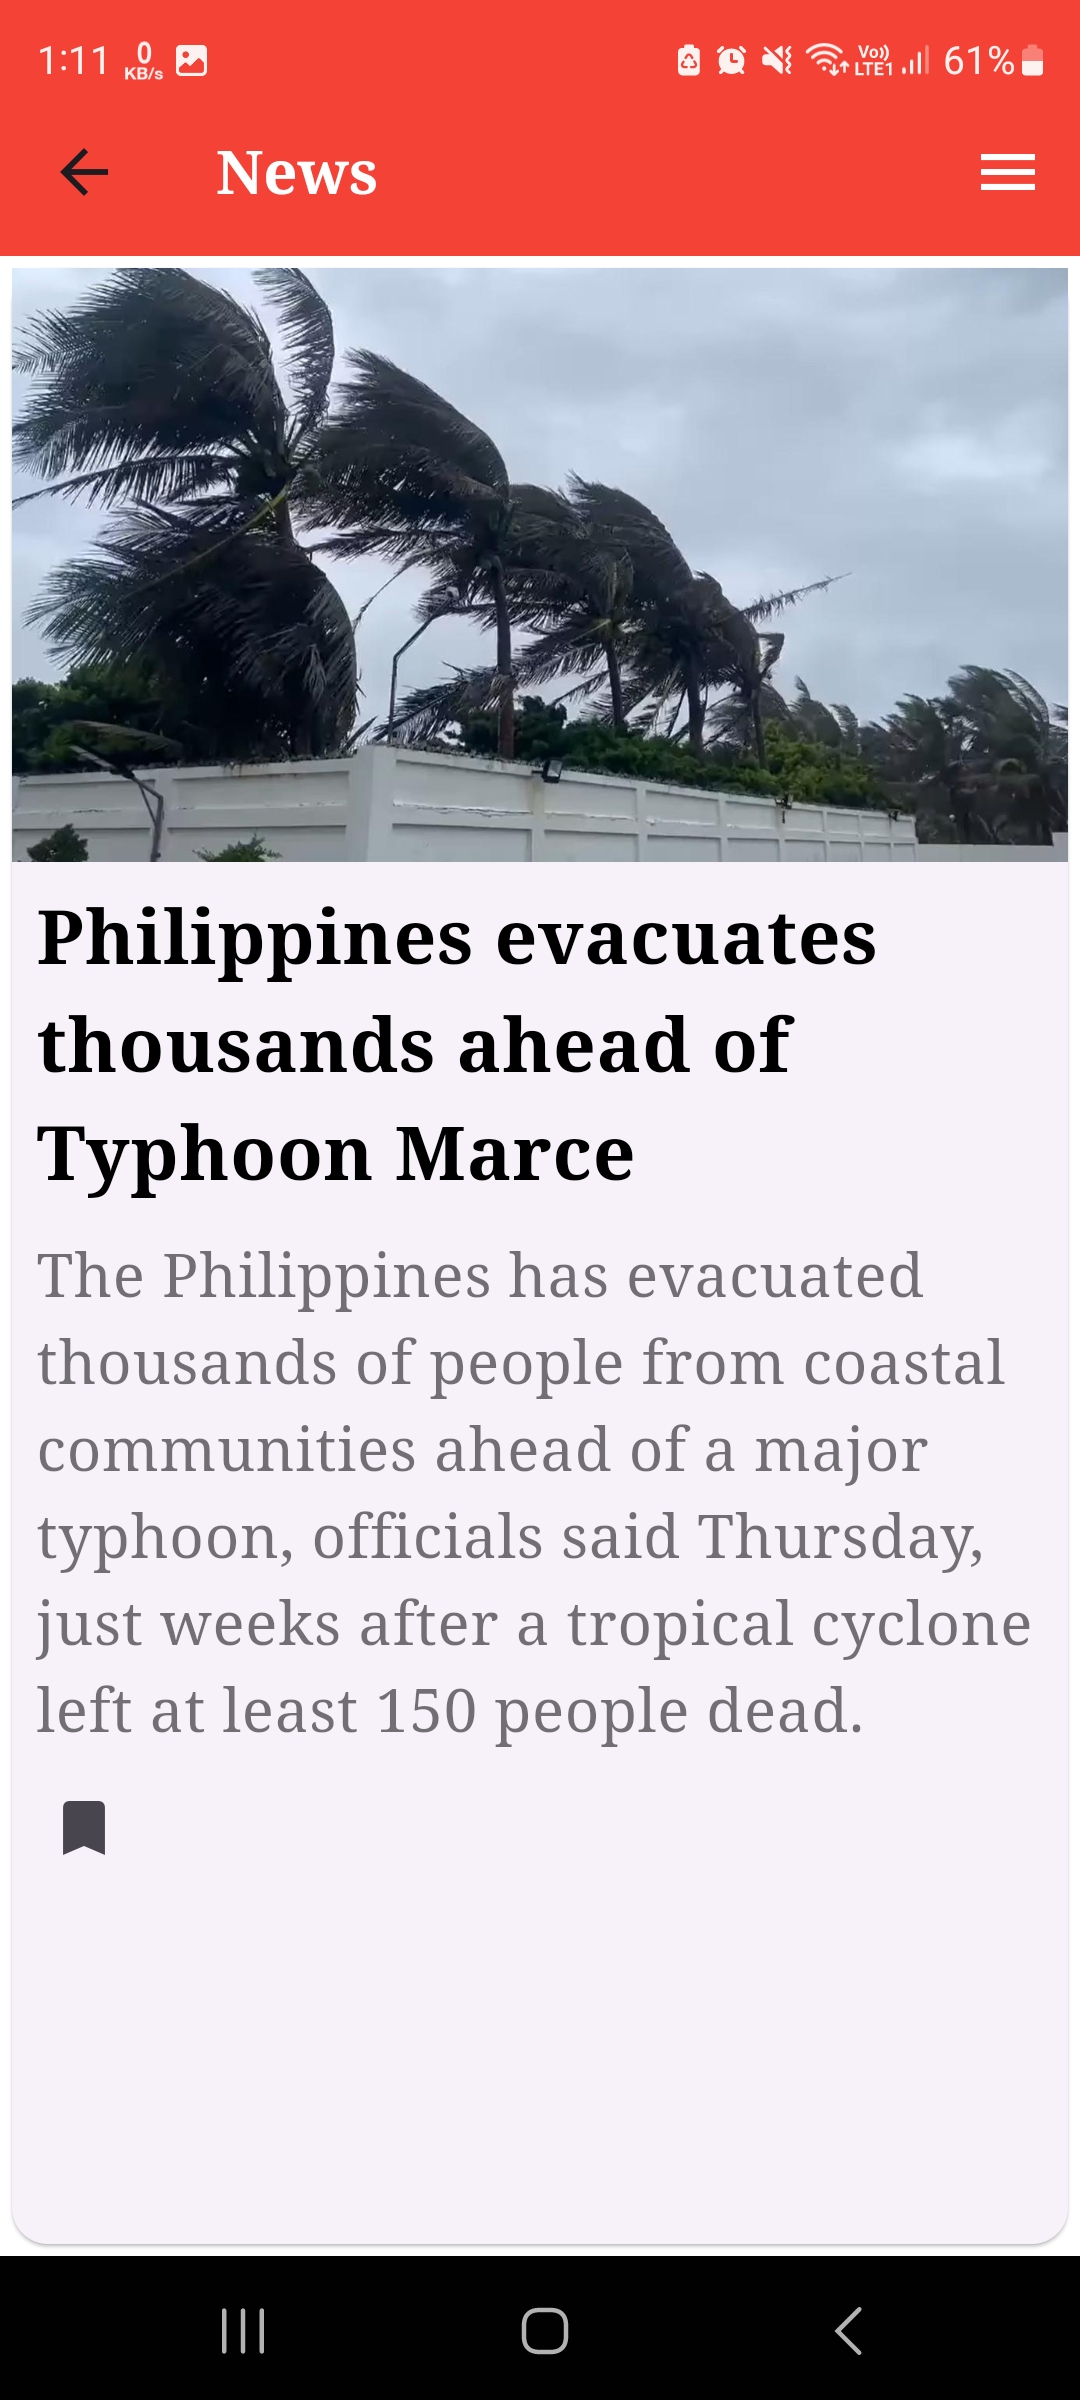 1:11 0 KB/s Vo)) LTE1 61%
News
Philippines evacuates
thousands ahead of
Typhoon Marce
The Philippines has evacuated
thousands of people from coastal
communities ahead of a major
typhoon, officials said Thursday,
just weeks after a tropical cyclone
left at least 150 people dead.